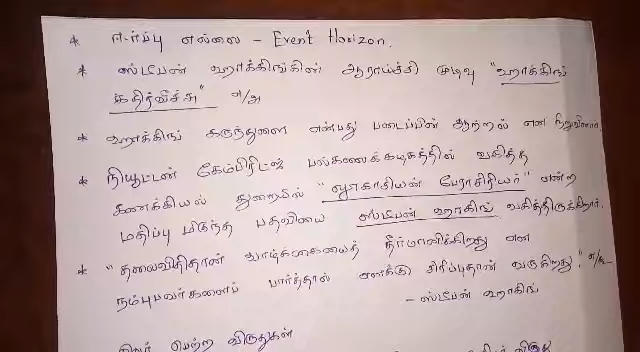 * ஈர்ப்பு எல்லை - Event Horizon.
* ஸ்டீபன் ஹாக்கிங்கின் ஆராய்ச்சி முடிவு "ஹாக்கிங்
கதிர்வீச்சு"
* ஹாக்கிங் கருந்துளை என்பது படைப்பின் ஆற்றல் என நிறுவினார்
* நியூட்டன் கேம்பிரிட்ஜ் பல்கலைக்கழகத்தில் வகித்த
கணக்கியல் துறையில் "லூகாசியன் பேராசிரியர்" என்ற
மதிப்பு மிகுந்த பதவியை ஸ்டீபன் ஹாகிங் வகித்திருக்கிறார்.
* "தலைவிதிதான் வாழ்க்கையைத் நிர்மானிக்கிறது என
நம்புபவர்களைப் பார்த்தால் எனக்கு சிரிப்புதான் வருகிறது".
- ஸ்டீபன் ஹாகிங்
பெற்ற விருதுகள்